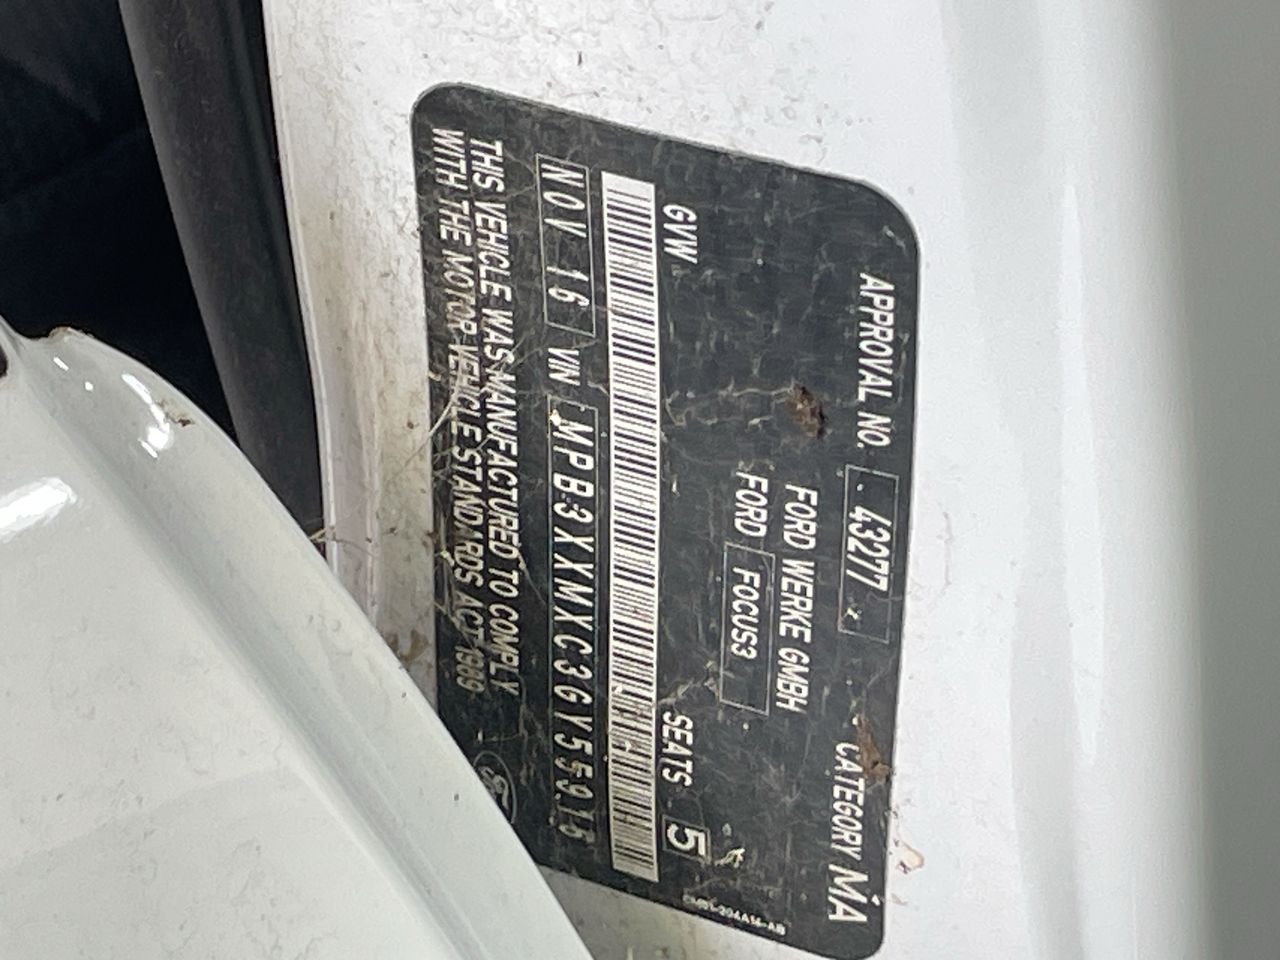 APPROVAL NO. 43277 CATEGORY MA
FORD WERKE GMBH
FORD FOCUS3
GVW SEATS 5
NOV 16 VIN MPB3XXMXC3GY55915
THIS VEHICLE WAS MANUFACTURED TO COMPLY
WITH THE MOTOR VEHICLE STANDARDS ACT 1989